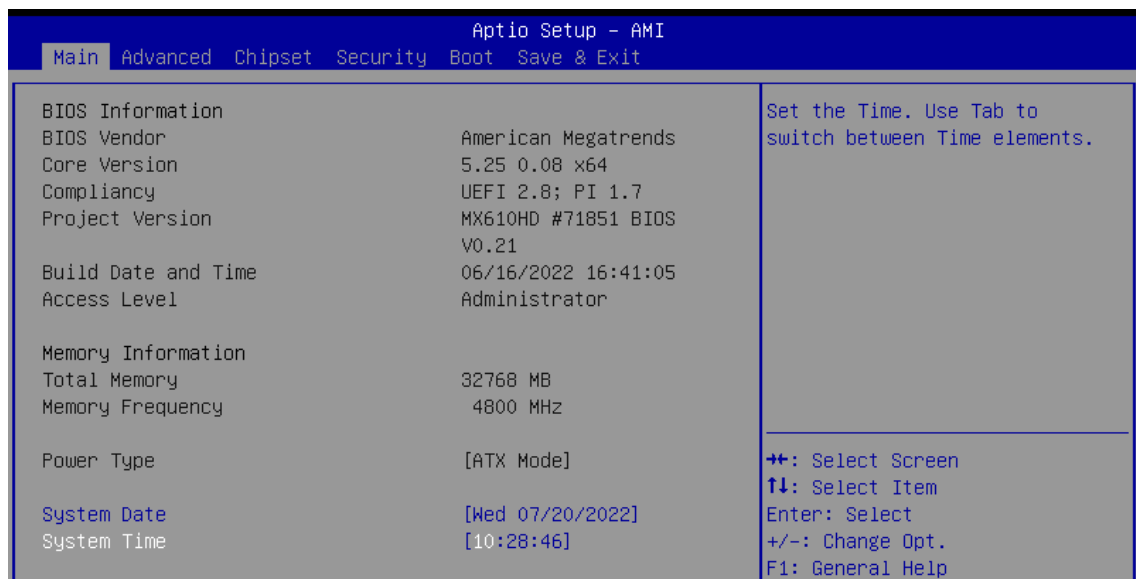 Aptio Setup – AMI
Main Advanced Chipset Security Boot Save & Exit
BIOS Information
BIOS Vendor American Megatrends
Core Version 5.25 0.08 x64
Compliancy UEFI 2.8; PI 1.7
Project Version MX610HD #71851 BIOS
V0.21
Build Date and Time 06/16/2022 16:41:05
Access Level Administrator
Memory Information
Total Memory 32768 MB
Memory Frequency 4800 MHz
Power Type [ATX Mode]
System Date [Wed 07/20/2022]
System Time [10:28:46]
Set the Time. Use Tab to
switch between Time elements.
→←: Select Screen
↑↓: Select Item
Enter: Select
+/-: Change Opt.
F1: General Help